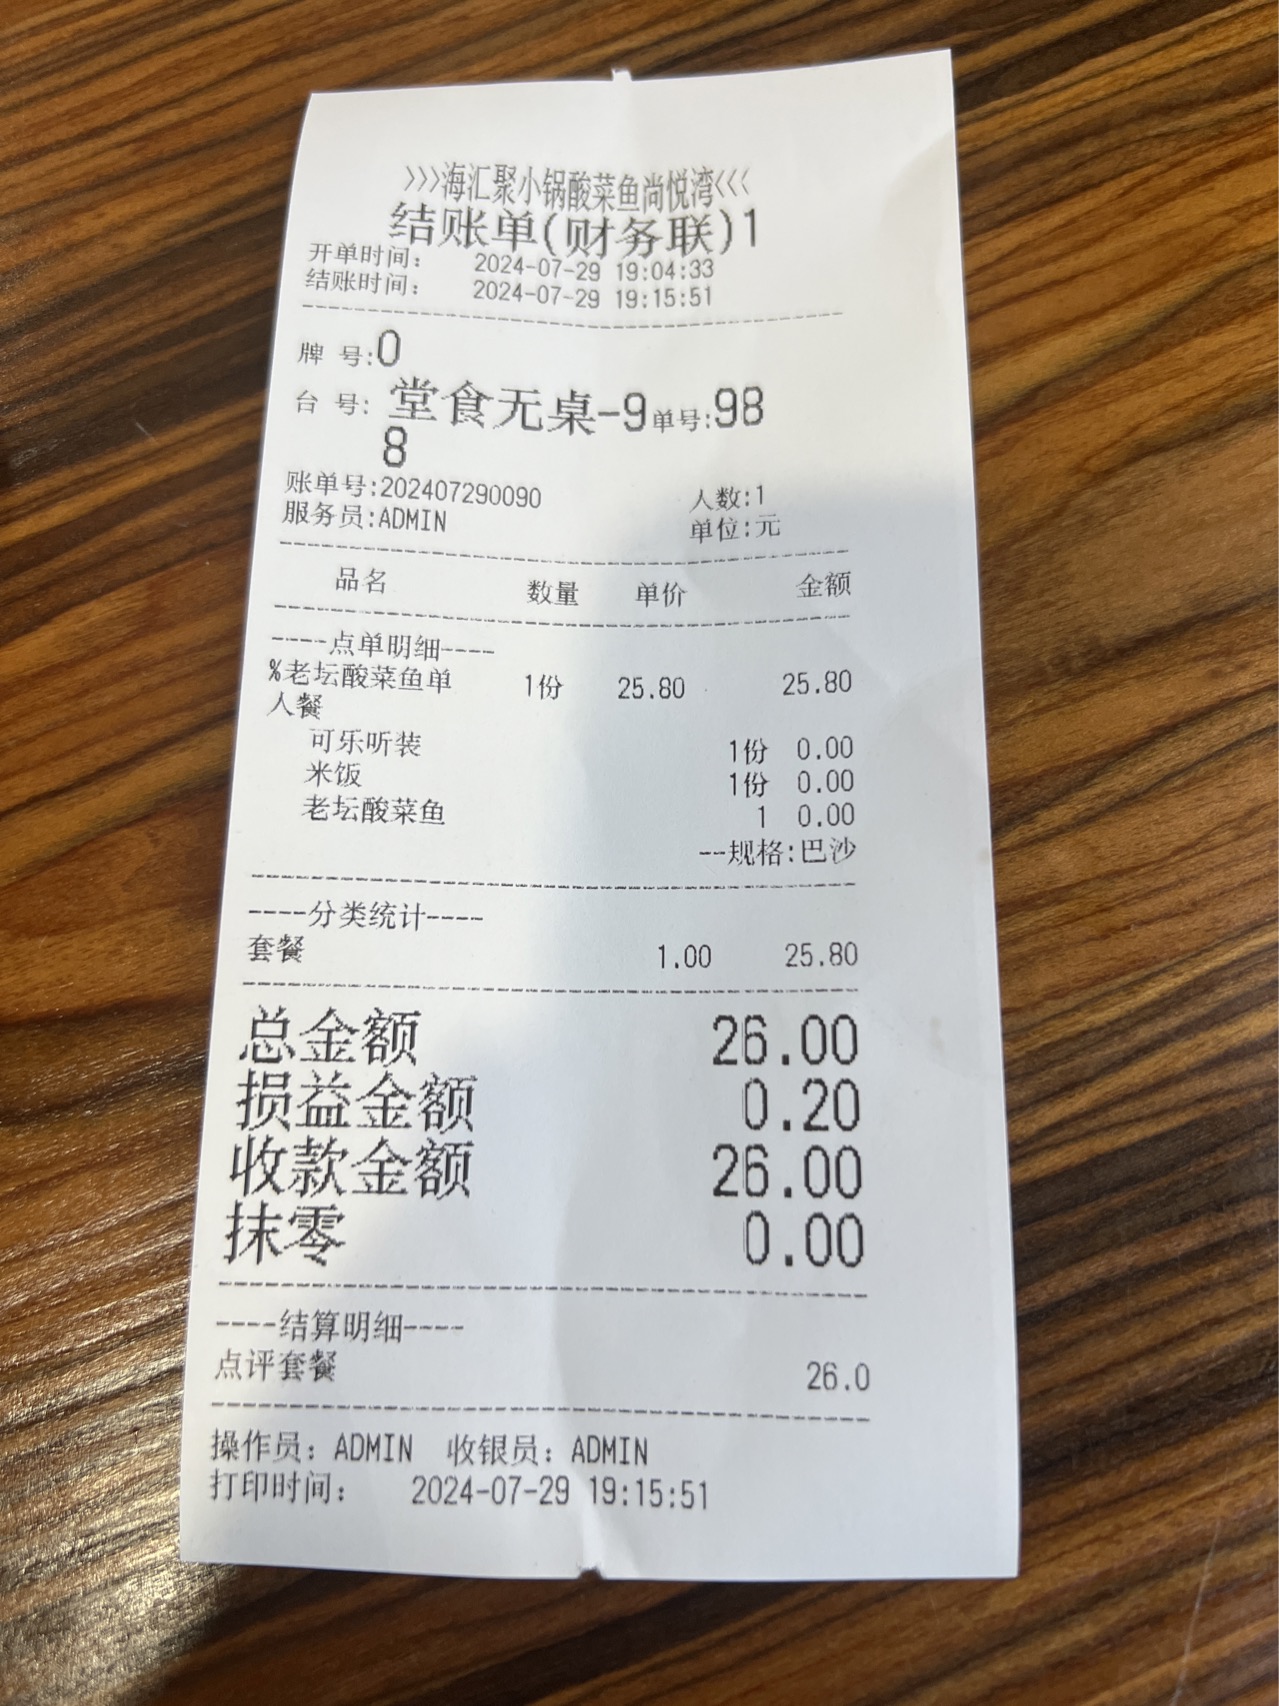 >>>海汇聚小锅酸菜鱼尚悦湾<<<
结账单(财务联)1
开单时间： 2024-07-29 19:04:33
结账时间： 2024-07-29 19:15:51
牌 号:0
台 号: 堂食无桌-9 单号:98
8
账单号:202407290090 人数:1
服务员:ADMIN 单位:元
品名 数量 单价 金额
----点单明细----
%老坛酸菜鱼单 1份 25.80 25.80
人餐
可乐听装 1份 0.00
米饭 1份 0.00
老坛酸菜鱼 1 0.00
--规格:巴沙
----分类统计----
套餐 1.00 25.80
总金额 26.00
损益金额 0.20
收款金额 26.00
抹零 0.00
----结算明细----
点评套餐 26.0
操作员：ADMIN 收银员：ADMIN
打印时间： 2024-07-29 19:15:51